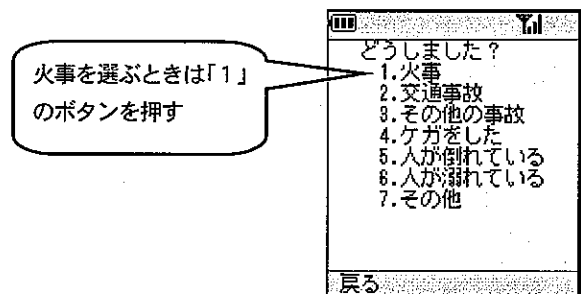 火事を選ぶときは「1」
のボタンを押す
どうしました?
1.火事
2.交通事故
3.その他の事故
4.ケガをした
5.人が倒れている
6.人が溺れている
7.その他
戻る